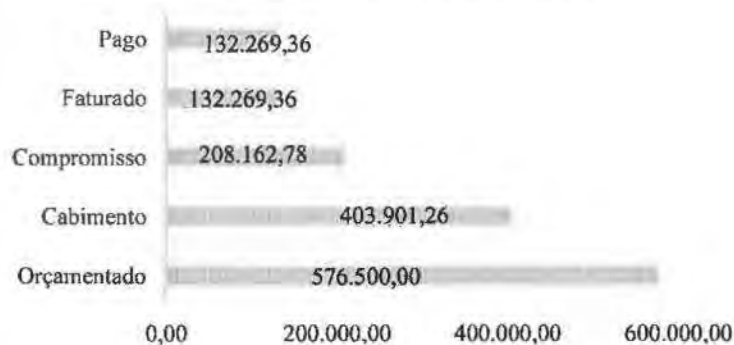 Pago 132.269,36
Faturado 132.269,36
Compromisso 208.162,78
Cabimento 403.901,26
Orçamentado 576.500,00
0,00 200.000,00 400.000,00 600.000,00